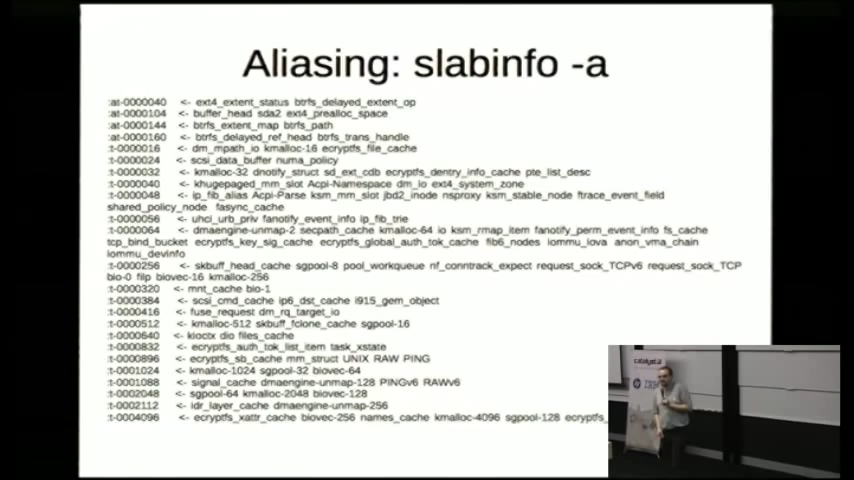 Aliasing: slabinfo -a
:at-0000040 <- ext4_extent_status btrfs_delayed_extent_op
:at-0000104 <- buffer_head sda2 ext4_prealloc_space
:at-0000144 <- btrfs_extent_map btrfs_path
:at-0000160 <- btrfs_delayed_ref_head btrfs_trans_handle
:t-0000016 <- dm_mpath_io kmalloc-16 ecryptfs_file_cache
:t-0000024 <- scsi_data_buffer numa_policy
:t-0000032 <- kmalloc-32 dnotify_struct sd_ext_cdb ecryptfs_dentry_info_cache pte_list_desc
:t-0000040 <- khugepaged_mm_slot Acpi-Namespace dm_io ext4_system_zone
:t-0000048 <- ip_fib_alias Acpi-Parse ksm_mm_slot jbd2_inode nsproxy ksm_stable_node ftrace_event_field
shared_policy_node fasync_cache
:t-0000056 <- uhci_urb_priv fanotify_event_info ip_fib_trie
:t-0000064 <- dmaengine-unmap-2 secpath_cache kmalloc-64 io ksm_rmap_item fanotify_perm_event_info fs_cache
tcp_bind_bucket ecryptfs_key_sig_cache ecryptfs_global_auth_tok_cache fib6_nodes iommu_iova anon_vma_chain
iommu_devinfo
:t-0000256 <- skbuff_head_cache sgpool-8 pool_workqueue nf_conntrack_expect request_sock_TCPv6 request_sock_TCP
bio-0 filp biovec-16 kmalloc-256
:t-0000320 <- mnt_cache bio-1
:t-0000384 <- scsi_cmd_cache ip6_dst_cache i915_gem_object
:t-0000416 <- fuse_request dm_rq_target_io
:t-0000512 <- kmalloc-512 skbuff_fclone_cache sgpool-16
:t-0000640 <- kioctx dio files_cache
:t-0000832 <- ecryptfs_auth_tok_list_item task_xstate
:t-0000896 <- ecryptfs_sb_cache mm_struct UNIX RAW PING
:t-0001024 <- kmalloc-1024 sgpool-32 biovec-64
:t-0001088 <- signal_cache dmaengine-unmap-128 PINGv6 RAWv6
:t-0002048 <- sgpool-64 kmalloc-2048 biovec-128
:t-0002112 <- idr_layer_cache dmaengine-unmap-256
:t-0004096 <- ecryptfs_xattr_cache biovec-256 names_cache kmalloc-4096 sgpool-128 ecryptfs_
catalyst
hp IBM